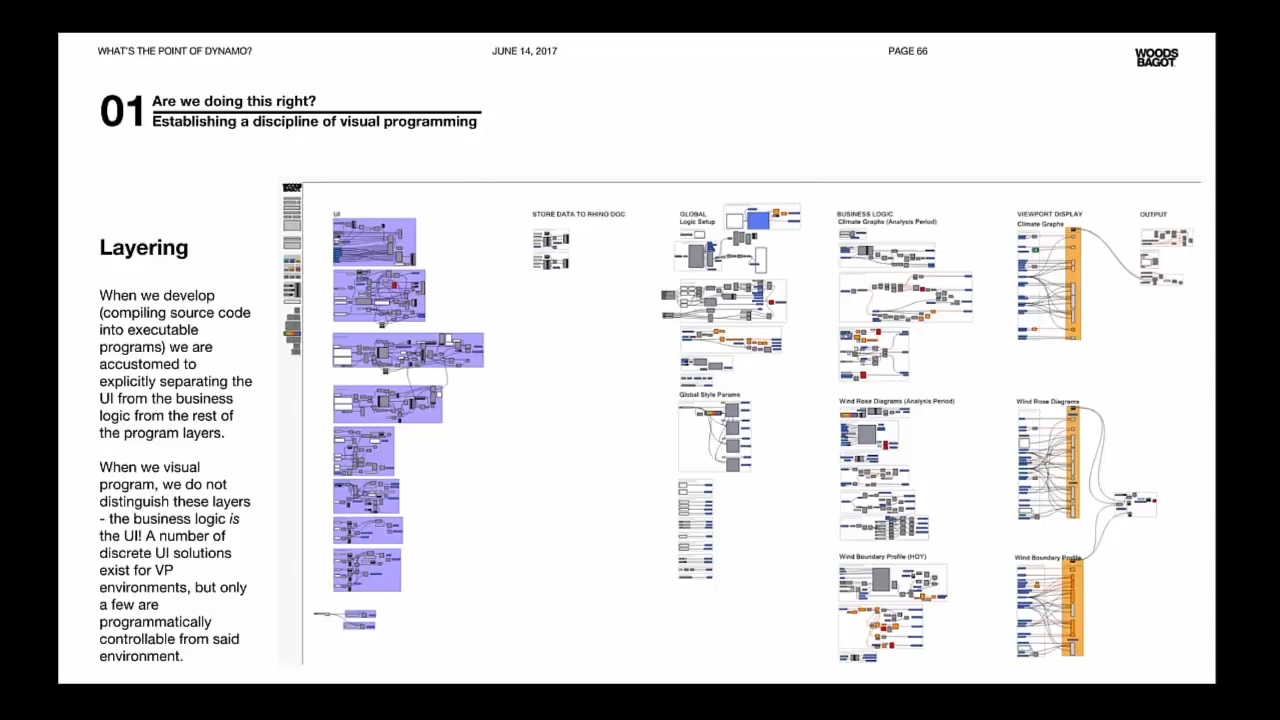 WHAT'S THE POINT OF DYNAMO?
JUNE 14, 2017
PAGE 66
WOODS
BAGOT
01
Are we doing this right?
Establishing a discipline of visual programming
Layering
When we develop
(compiling source code
into executable
programs) we are
accustomed to
explicitly separating the
UI from the business
logic from the rest of
the program layers.
When we visual
program, we do not
distinguish these layers
- the business logic is
the UI! A number of
discrete UI solutions
exist for VP
environments, but only
a few are
programmatically
controllable from said
environment.
UI
STORE DATA TO RHINO DOC
GLOBAL
Logic Setup
Global Style Params
BUSINESS LOGIC
Climate Graphs (Analysis Period)
Wind Rose Diagrams (Analysis Period)
Wind Boundary Profile (HOY)
VIEWPORT DISPLAY
Climate Graphs
Wind Rose Diagrams
Wind Boundary Profile
OUTPUT